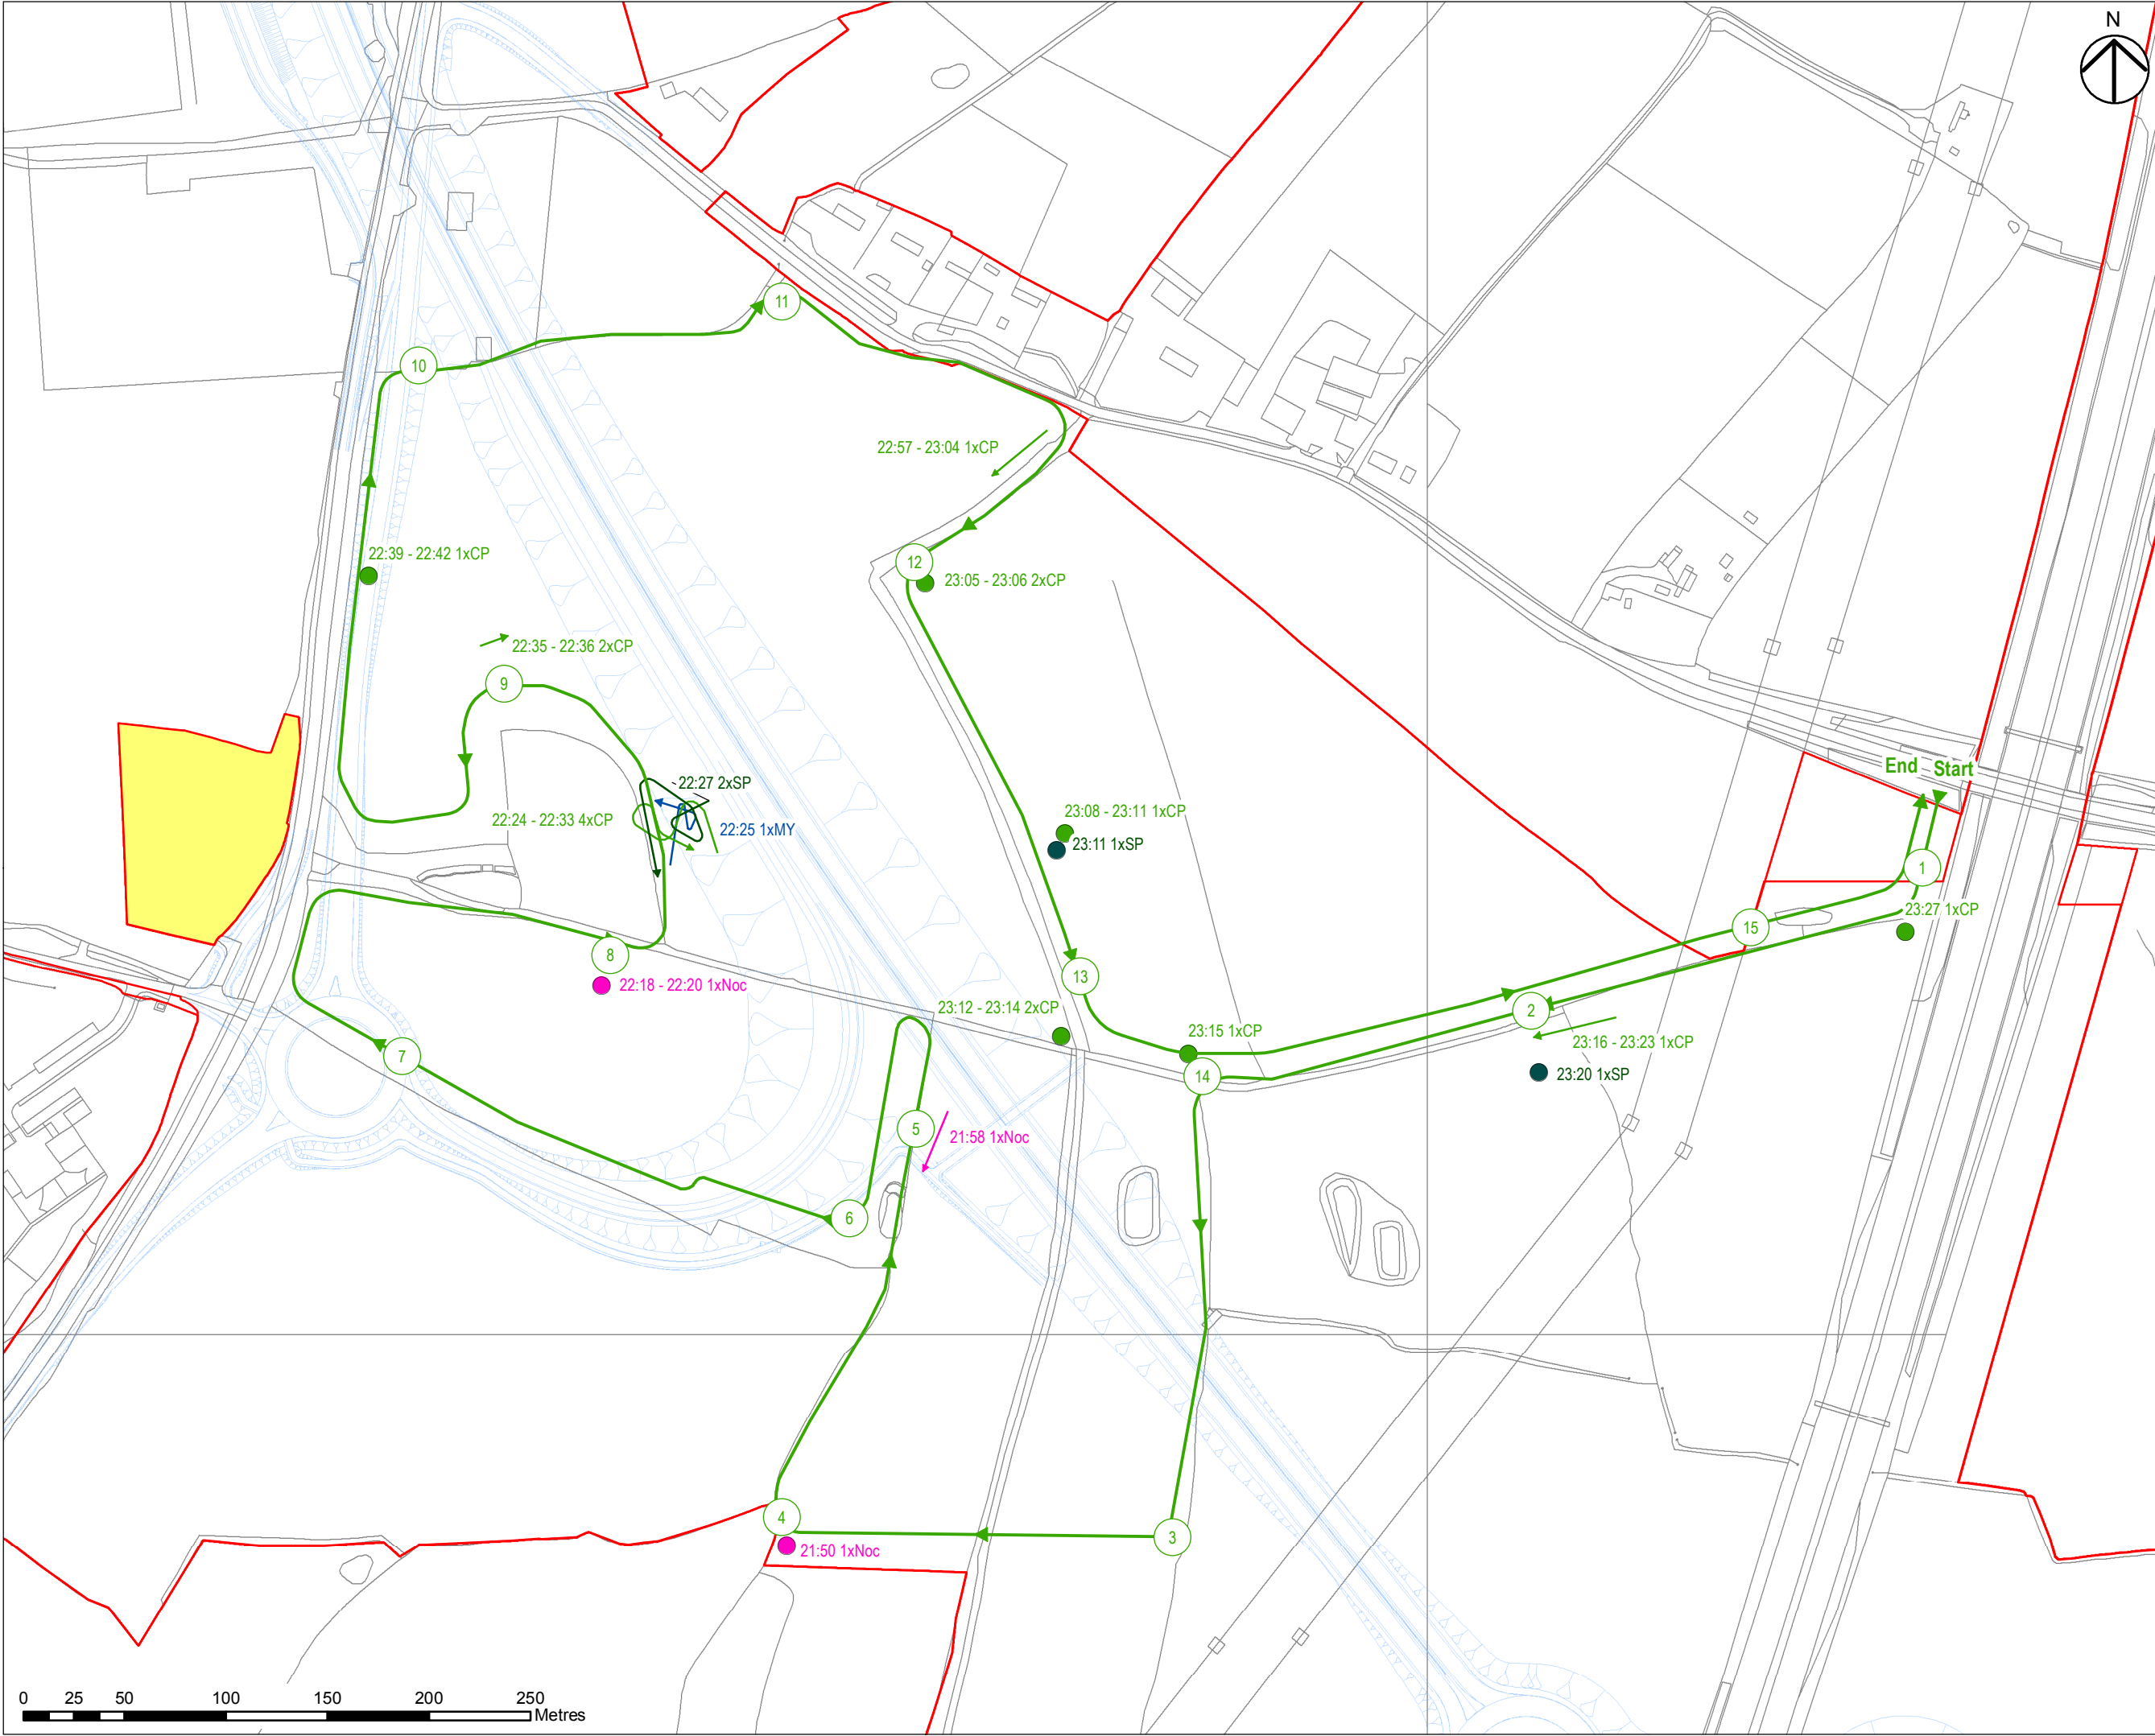 N
11
10
22:57 - 23:04 1xCP
22:39 - 22:42 1xCP
12
23:05 - 23:06 2xCP
22:35 - 22:36 2xCP
9
End Start
22:27 2xSP
22:24 - 22:33 4xCP
22:25 1xMY
23:08 - 23:11 1xCP
23:11 1xSP
1
23:27 1xCP
15
8
22:18 - 22:20 1xNoc
13
23:12 - 23:14 2xCP
2
23:15 1xCP
23:16 - 23:23 1xCP
7
14
23:20 1xSP
5
21:58 1xNoc
6
4
3
21:50 1xNoc
0 25 50 100 150 200 250
Metres